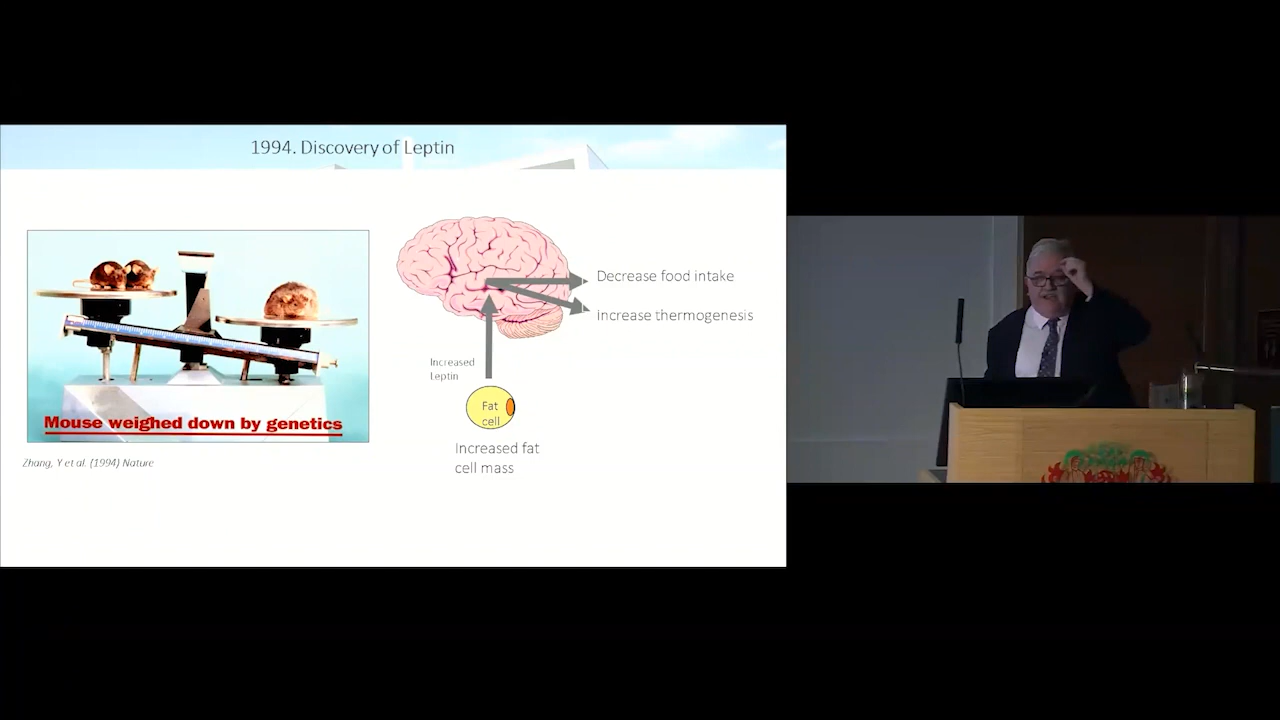 1994. Discovery of Leptin
Decrease food intake
Increase thermogenesis
Increased
Leptin
Fat
cell
Mouse weighed down by genetics
Increased fat
cell mass
Zhang, Y et al. (1994) Nature